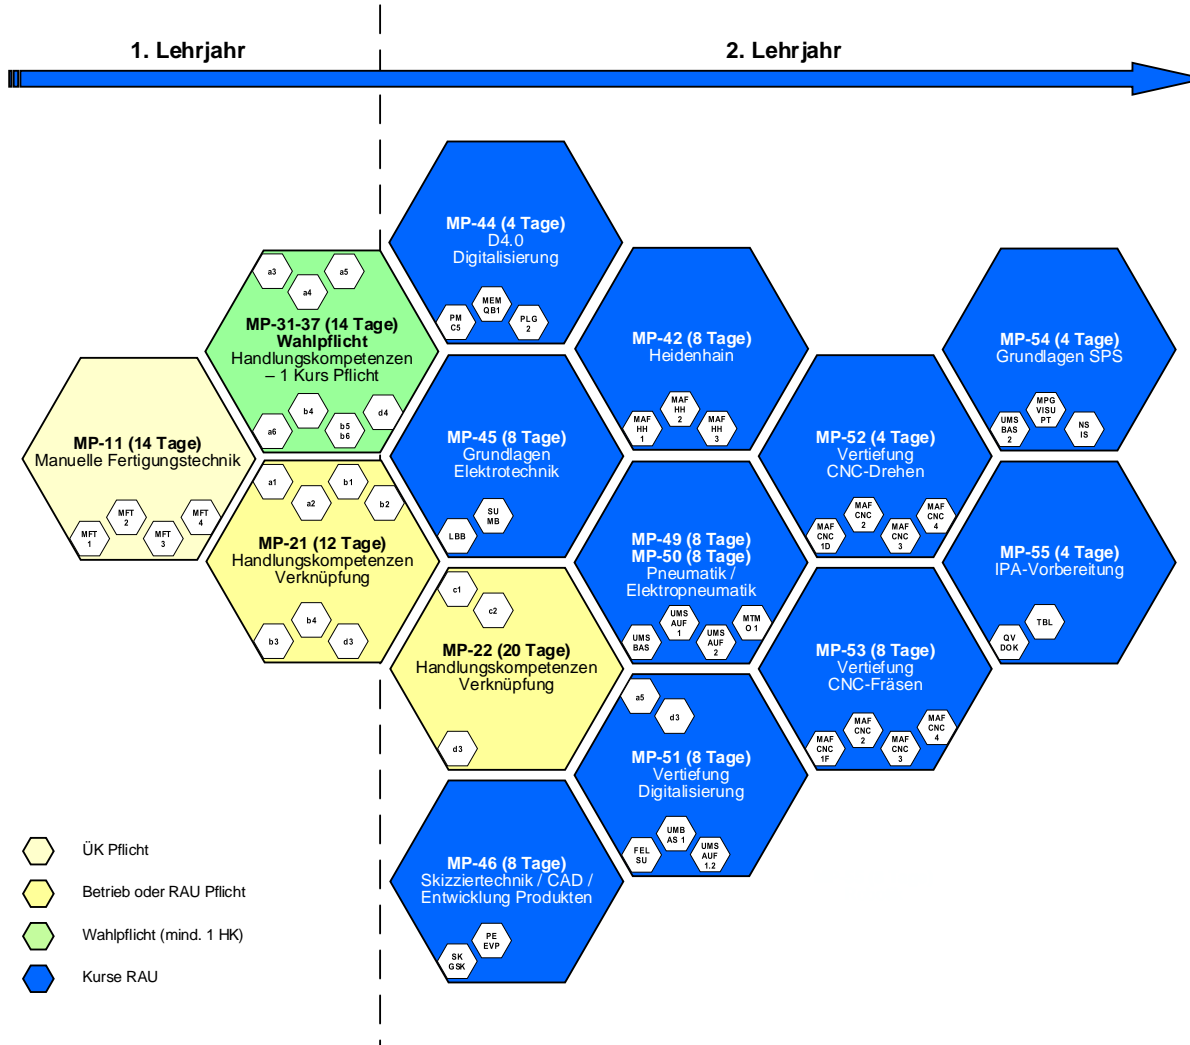 1. Lehrjahr
2. Lehrjahr
MP-44 (4 Tage)
D4.0
Digitalisierung
PM
C5
MEM
QB1
PLG
2
a3
a4
a5
MP-31-37 (14 Tage)
Wahlpflicht
Handlungskompetenzen
– 1 Kurs Pflicht
a6
b4
b5
b6
d4
MP-42 (8 Tage)
Heidenhain
MAF
HH
1
MAF
HH
2
MAF
HH
3
MP-54 (4 Tage)
Grundlagen SPS
UMS
BAS
2
MPG
VISU
PT
NS
IS
MP-11 (14 Tage)
Manuelle Fertigungstechnik
MFT
1
MFT
2
MFT
3
MFT
4
MP-45 (8 Tage)
Grundlagen
Elektrotechnik
LBB
SU
MB
MP-52 (4 Tage)
Vertiefung
CNC-Drehen
MAF
CNC
1D
MAF
CNC
2
MAF
CNC
3
MAF
CNC
4
a1
a2
b1
b2
MP-21 (12 Tage)
Handlungskompetenzen
Verknüpfung
b3
b4
d3
MP-49 (8 Tage)
MP-50 (8 Tage)
Pneumatik /
Elektropneumatik
UMS
BAS
UMS
AUF
1
UMS
AUF
2
MTM
O 1
MP-55 (4 Tage)
IPA-Vorbereitung
QV
DOK
TBL
c1
c2
MP-22 (20 Tage)
Handlungskompetenzen
Verknüpfung
d3
MP-53 (8 Tage)
Vertiefung
CNC-Fräsen
MAF
CNC
1F
MAF
CNC
2
MAF
CNC
3
MAF
CNC
4
a5
d3
MP-51 (8 Tage)
Vertiefung
Digitalisierung
FEL
SU
UMB
AS 1
UMS
AUF
1.2
MP-46 (8 Tage)
Skizziertechnik / CAD /
Entwicklung Produkten
SK
GSK
PE
EVP
ÜK Pflicht
Betrieb oder RAU Pflicht
Wahlpflicht (mind. 1 HK)
Kurse RAU